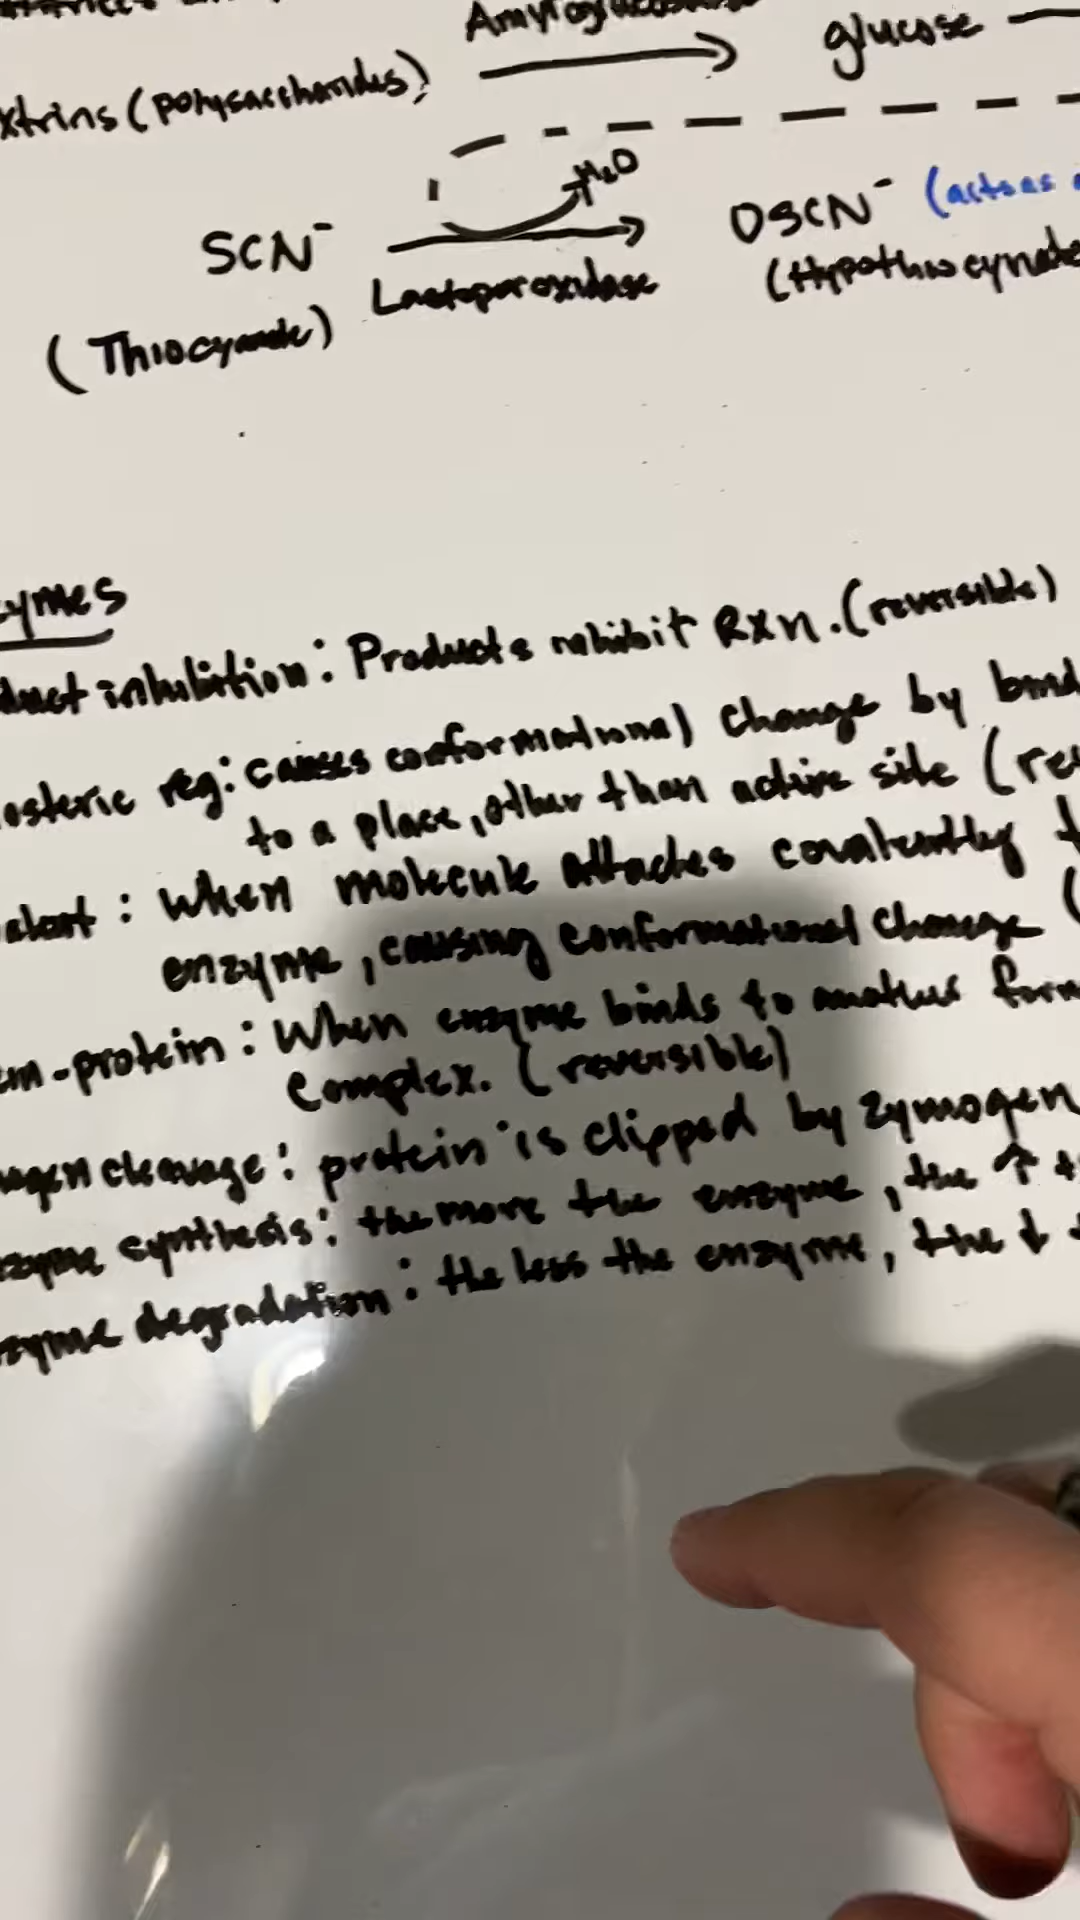 Amyloglucosidase glucose
xtrins (polysaccharides)
H2O
SCN⁻ OSCN⁻ (acts as
Lactoperoxidase (Hypothiocynate
(Thiocyanate)
zymes
duct inhibition: Products inhibit Rxn. (reversible)
osteric reg: causes conformational change by bind
to a place, other than active site (re
alent : When molecule attaches covalently t
enzyme, causing conformational change (
in-protein: When enzyme binds to another form
Complex. (reversible)
ogen cleavage: protein is clipped by zymogen
zyme synthesis: the more the enzyme, the ↑ t
zyme degradation: the less the enzyme, the ↓ t